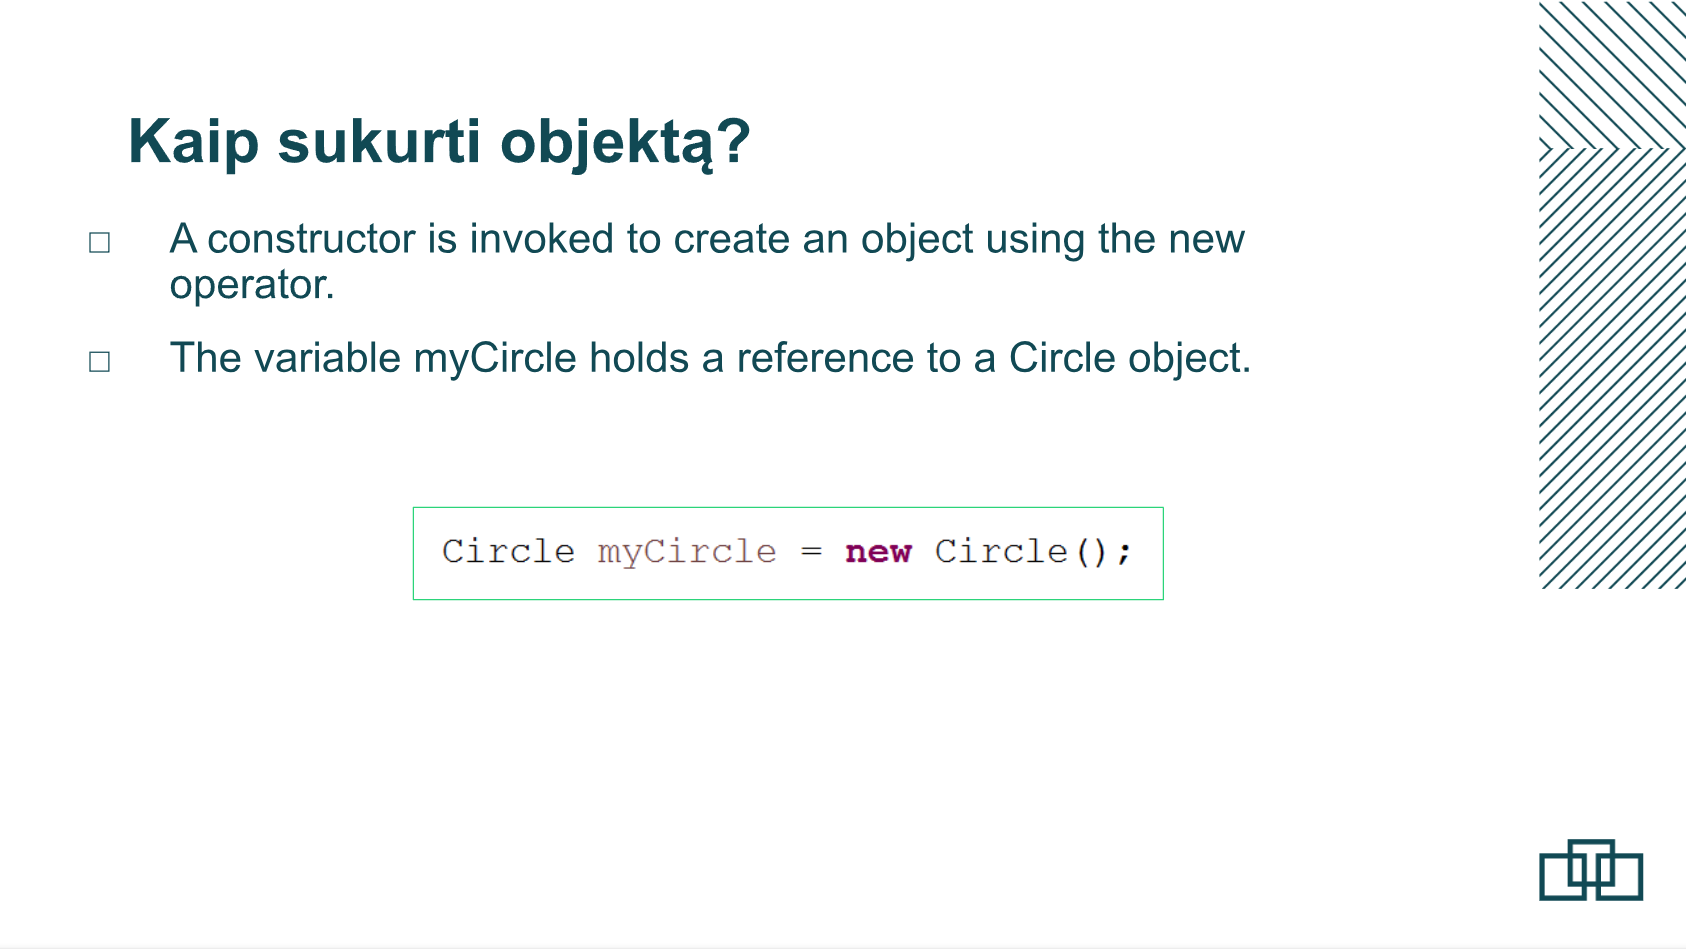 Kaip sukurti objektą?
A constructor is invoked to create an object using the new
operator.
The variable myCircle holds a reference to a Circle object.
Circle myCircle = new Circle();